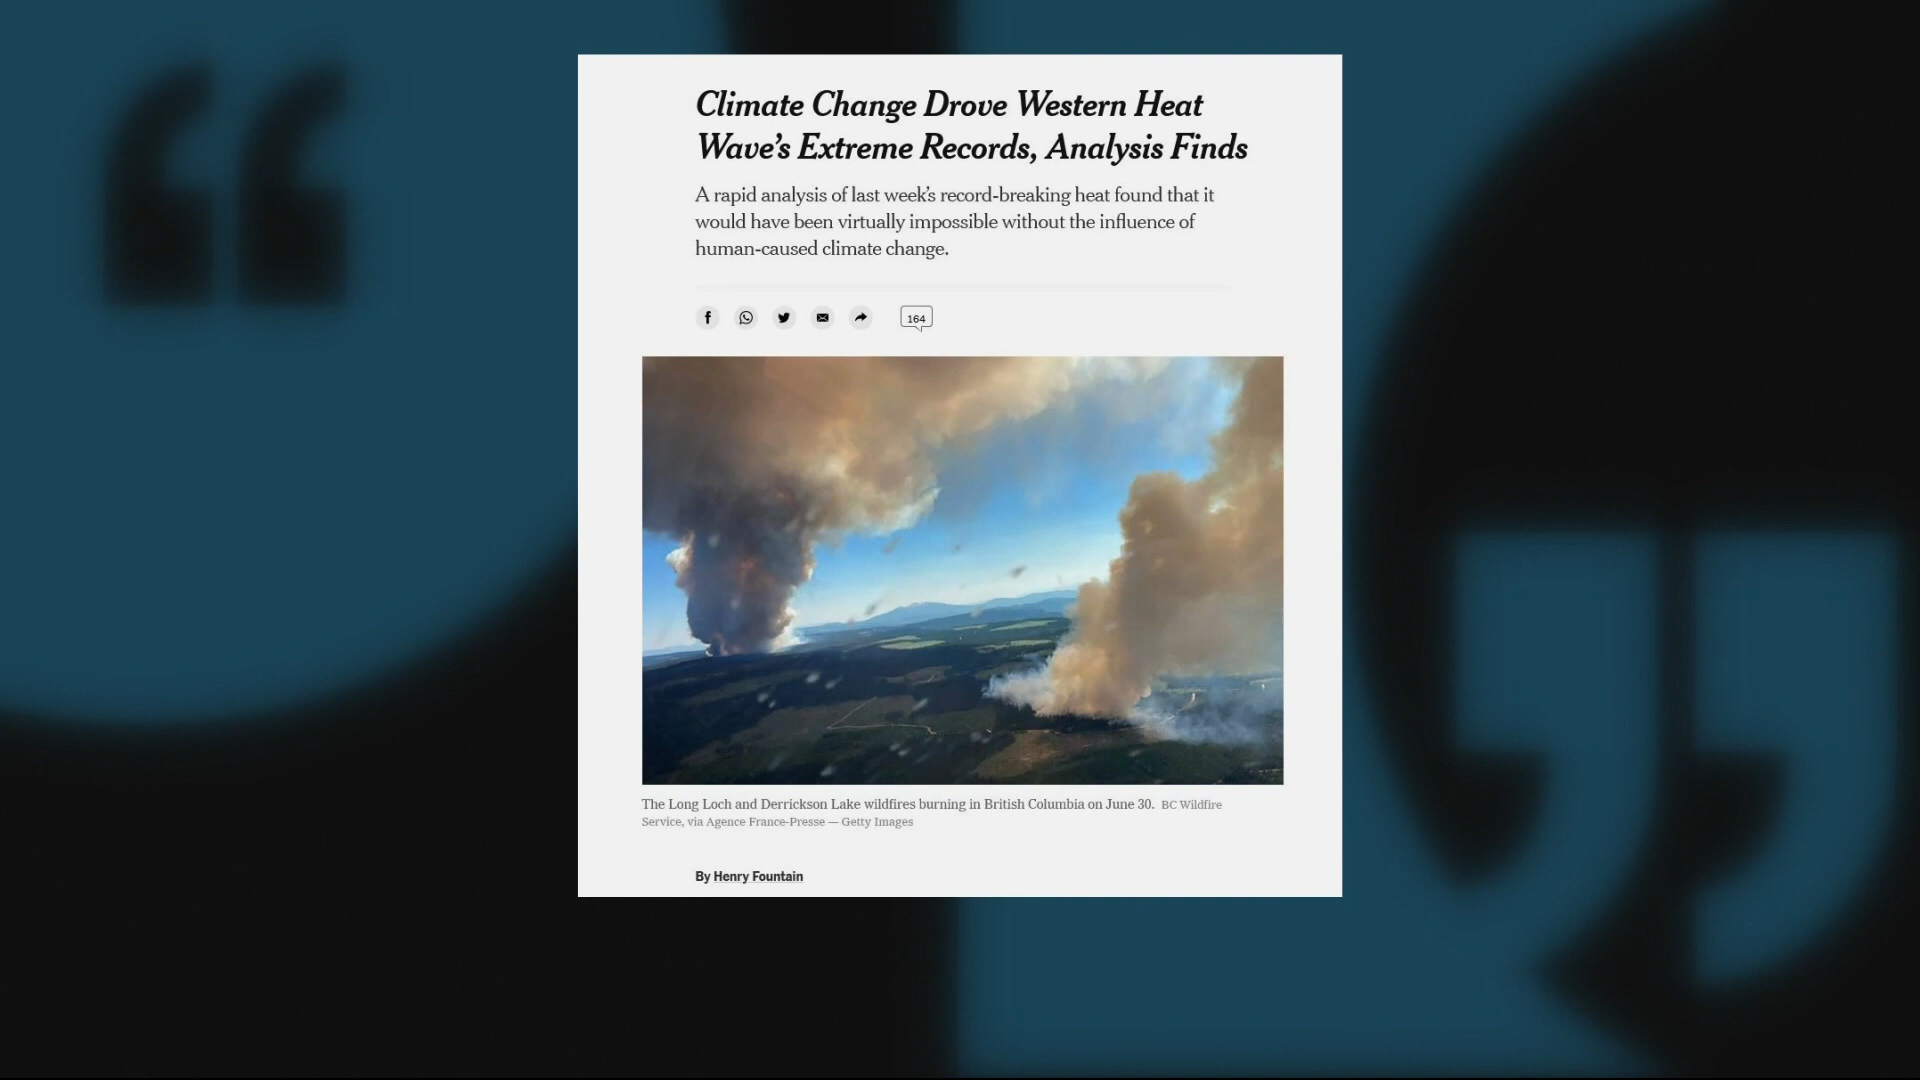 Climate Change Drove Western Heat
Wave’s Extreme Records, Analysis Finds
A rapid analysis of last week’s record-breaking heat found that it
would have been virtually impossible without the influence of
human-caused climate change.
164
The Long Loch and Derrickson Lake wildfires burning in British Columbia on June 30. BC Wildfire
Service, via Agence France-Presse — Getty Images
By Henry Fountain